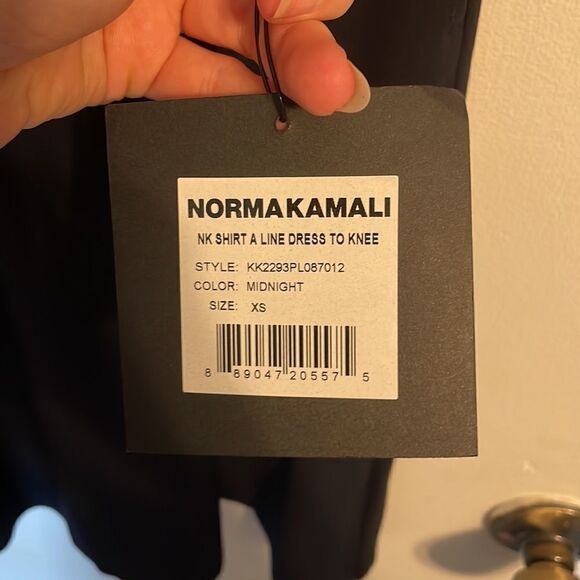 NORMAKAMALI
NK SHIRT A LINE DRESS TO KNEE
STYLE: KK2293PL087012
COLOR: MIDNIGHT
SIZE: XS
8 89047 20557 5